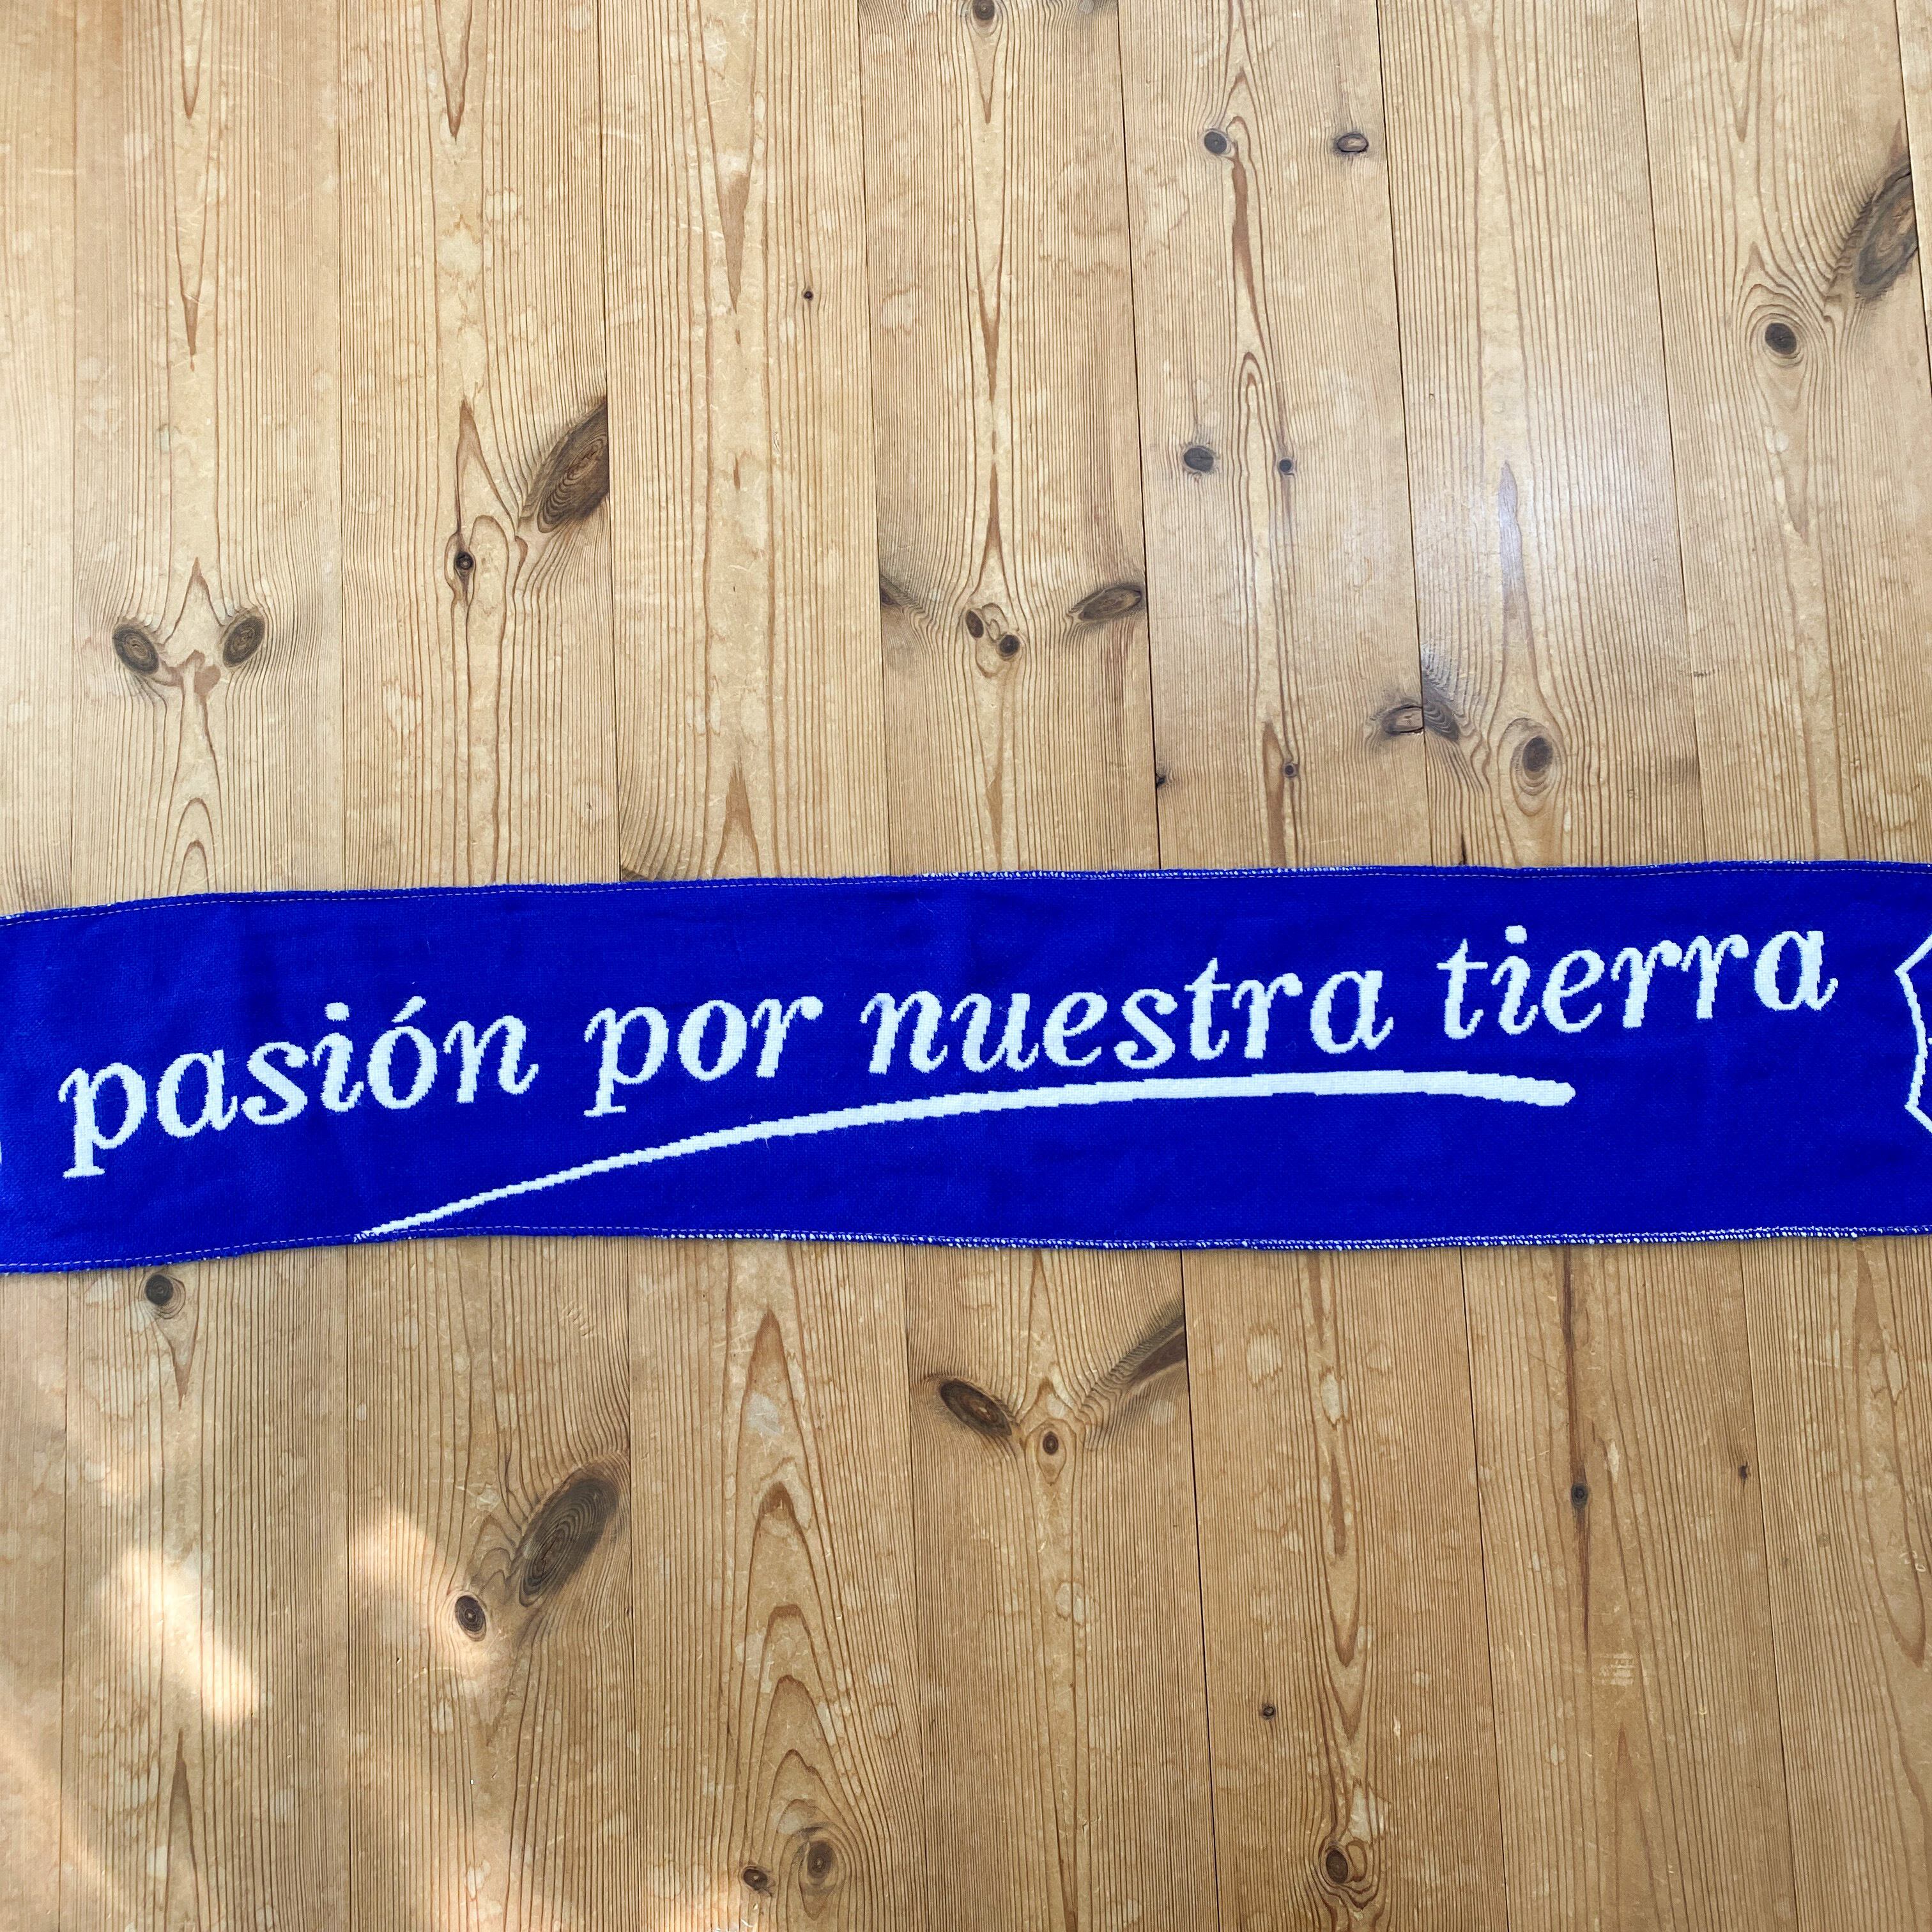 pasión por nuestra tierra